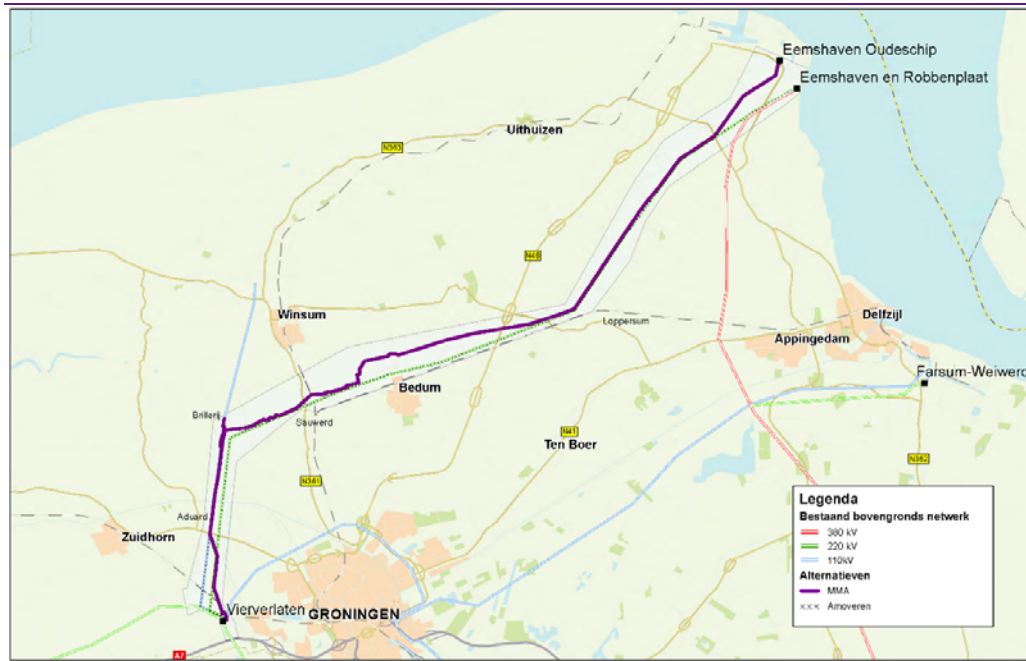 Eemshaven Oudeschip
Eemshaven en Robbenplaat
Uithuizen
N363
N46
Winsum
Loppersum
Delfzijl
Appingedam
Farsum-Weiwerd
Bedum
Brillerij
Sauwerd
Ten Boer
N41
N362
N361
Aduard
Zuidhorn
Vierverlaten
GRONINGEN
A7
Legenda
Bestaand bovengronds netwerk
380 kV
220 kV
110kV
Alternatieven
MMA
××× Amoveren